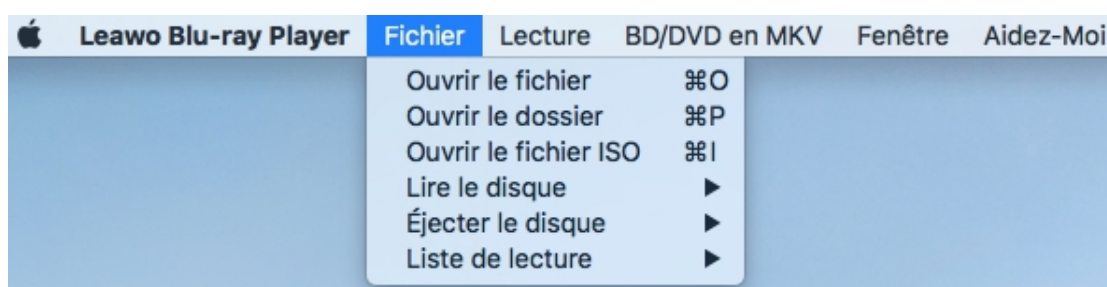 Leawo Blu-ray Player Fichier Lecture BD/DVD en MKV Fenêtre Aidez-Moi
Ouvrir le fichier ⌘O
Ouvrir le dossier ⌘P
Ouvrir le fichier ISO ⌘I
Lire le disque ▶
Éjecter le disque ▶
Liste de lecture ▶